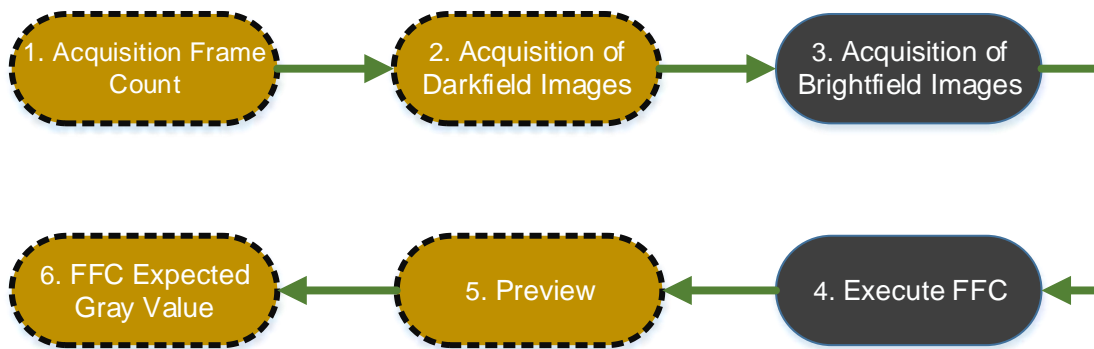 1. Acquisition Frame
Count
2. Acquisition of
Darkfield Images
3. Acquisition of
Brightfield Images
4. Execute FFC
5. Preview
6. FFC Expected
Gray Value